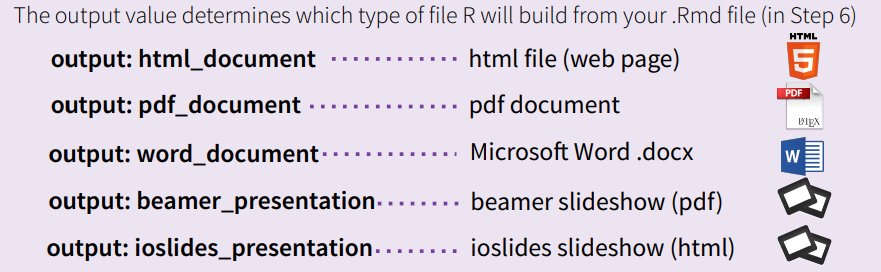 The output value determines which type of file R will build from your .Rmd file (in Step 6)
output: html_document ············· html file (web page)
HTML
5
output: pdf_document ·············· pdf document
PDF
LATEX
output: word_document ············· Microsoft Word .docx
W
output: beamer_presentation ········ beamer slideshow (pdf)
output: ioslides_presentation ········ ioslides slideshow (html)